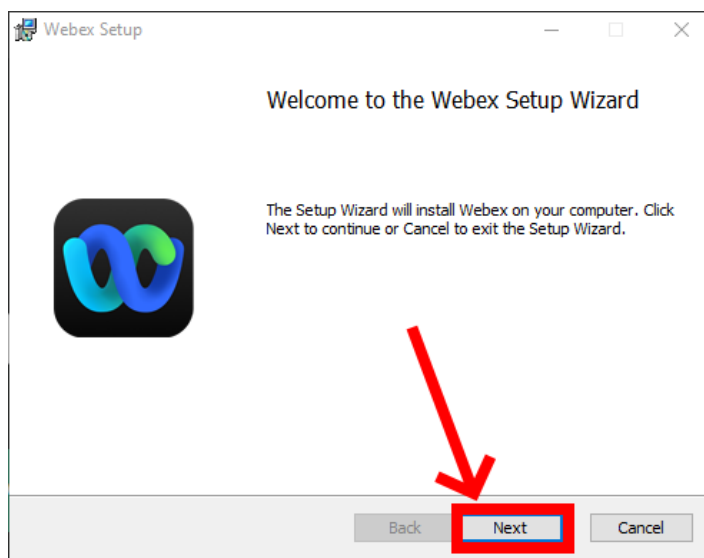 Webex Setup
Welcome to the Webex Setup Wizard
The Setup Wizard will install Webex on your computer. Click
Next to continue or Cancel to exit the Setup Wizard.
Back Next Cancel